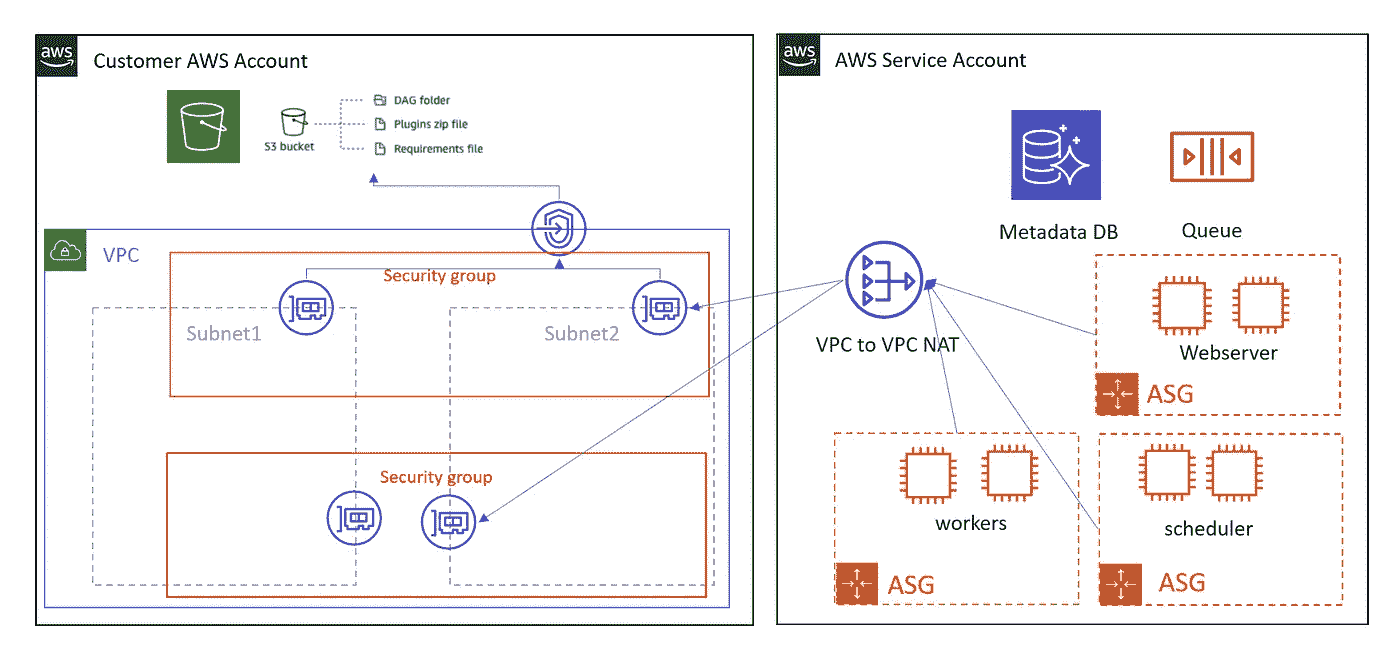 aws
Customer AWS Account
S3 bucket
DAG folder
Plugins zip file
Requirements file
VPC
Security group
Subnet1
Subnet2
Security group
aws
AWS Service Account
Metadata DB
Queue
VPC to VPC NAT
Webserver
ASG
workers
ASG
scheduler
ASG